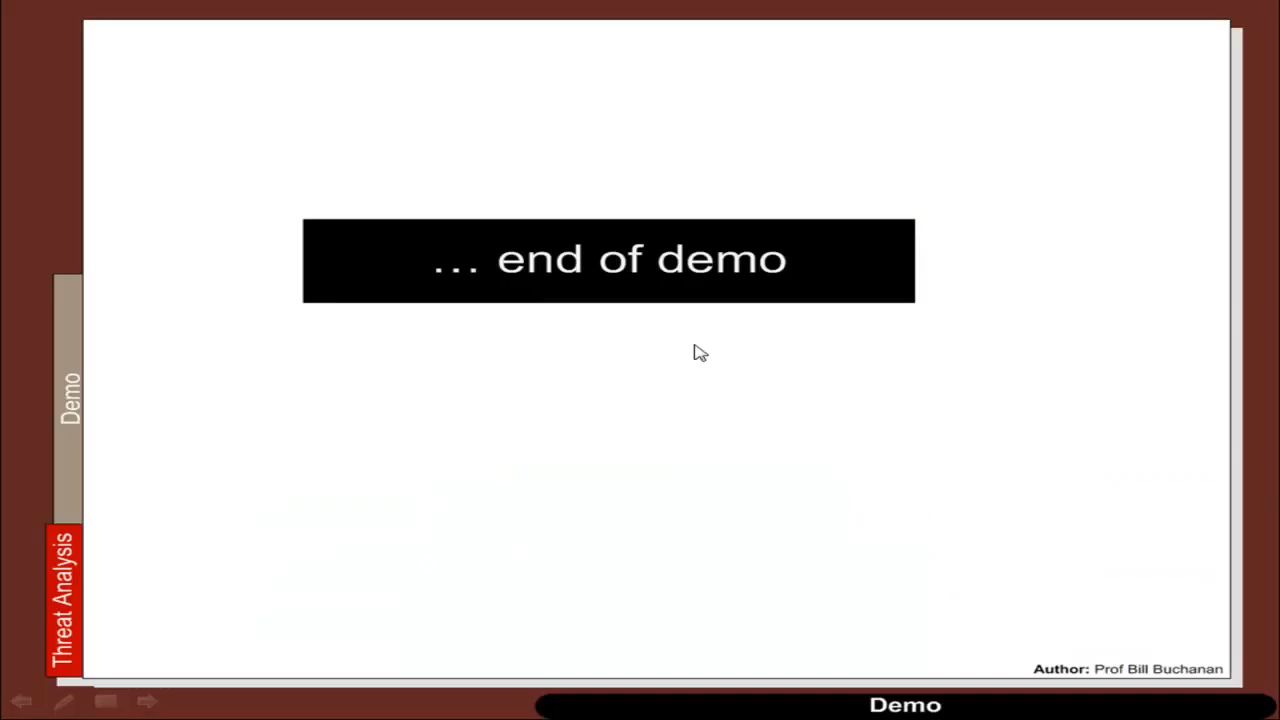 ... end of demo
Demo
Threat Analysis
Author: Prof Bill Buchanan
Demo